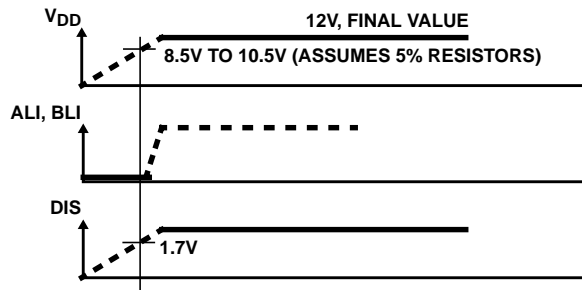 VDD
12V, FINAL VALUE
8.5V TO 10.5V (ASSUMES 5% RESISTORS)
ALI, BLI
DIS
1.7V